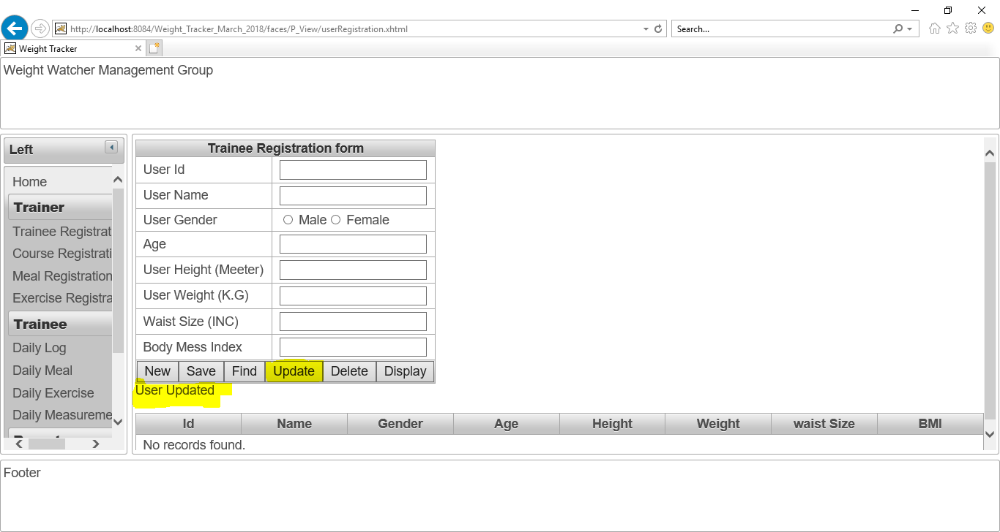 http://localhost:8084/Weight_Tracker_March_2018/faces/P_View/userRegistration.xhtml
Search...
Weight Tracker
Weight Watcher Management Group
Left
Home
Trainer
Trainee Registrat
Course Registrati
Meal Registration
Exercise Registra
Trainee
Daily Log
Daily Meal
Daily Exercise
Daily Measureme
Trainee Registration form
User Id
User Name
User Gender Male Female
Age
User Height (Meeter)
User Weight (K.G)
Waist Size (INC)
Body Mess Index
New Save Find Update Delete Display
User Updated
Id Name Gender Age Height Weight waist Size BMI
No records found.
Footer